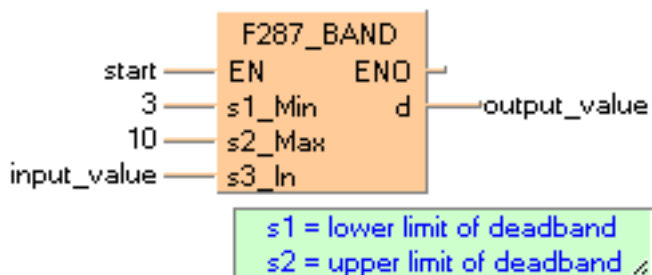 F287_BAND
start EN ENO
3 s1_Min d output_value
10 s2_Max
input_value s3_In
s1 = lower limit of deadband
s2 = upper limit of deadband